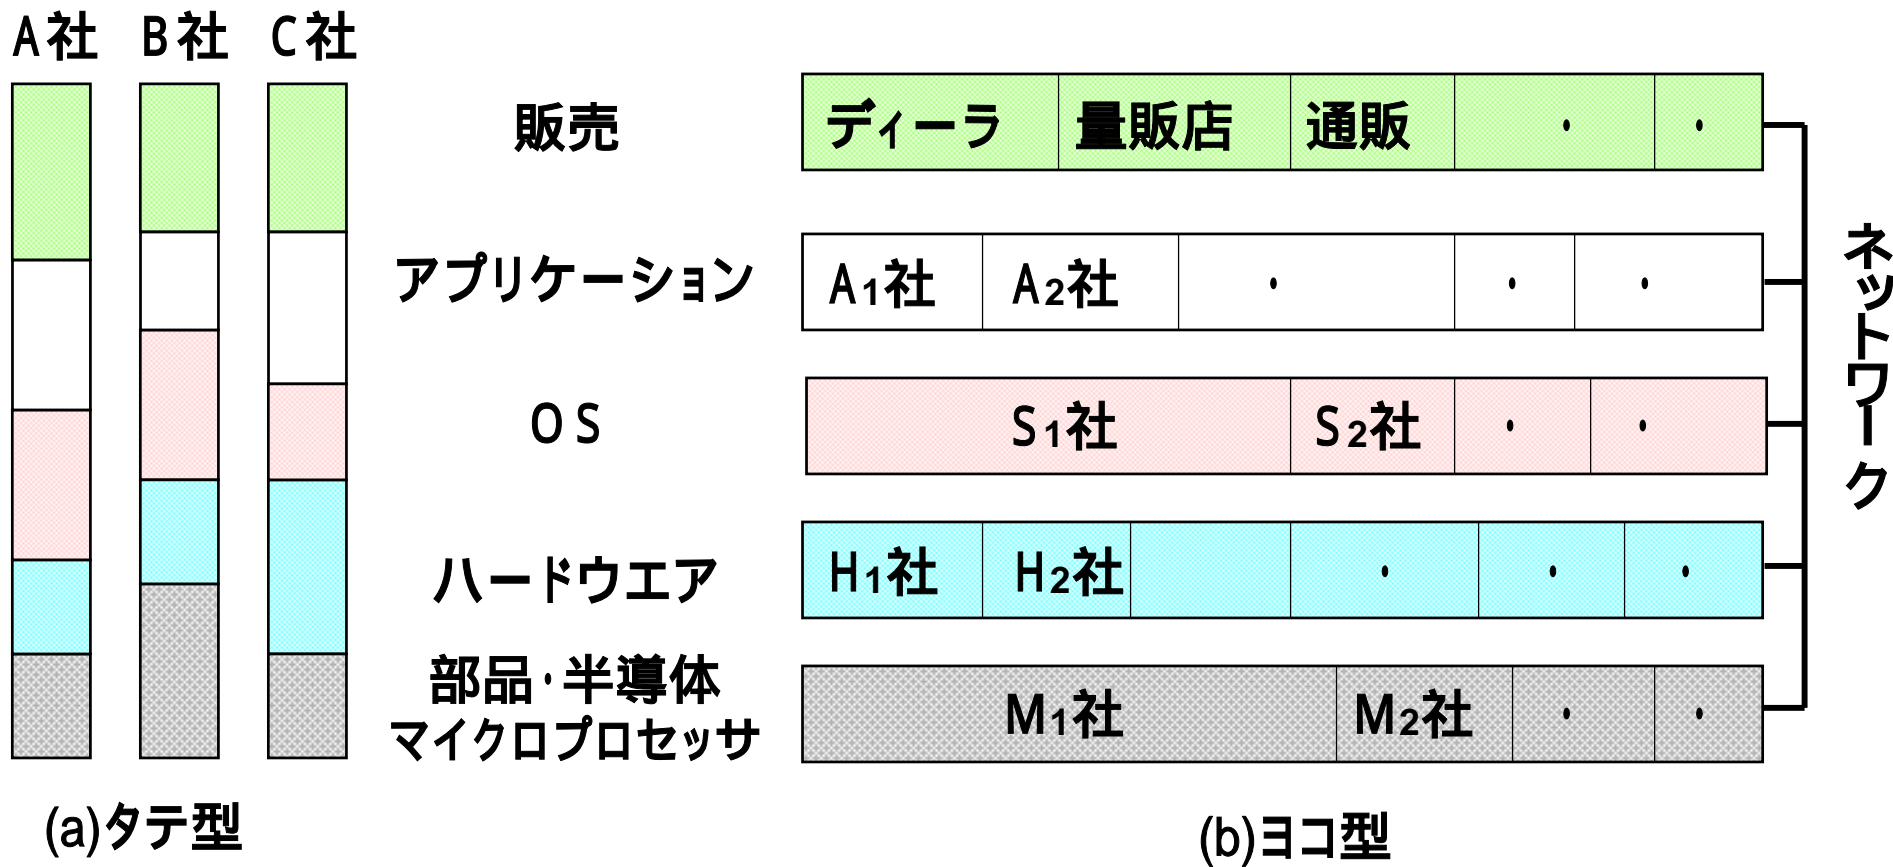 A社 B社 C社
販売
アプリケーション
OS
ハードウエア
部品・半導体
マイクロプロセッサ
(a)タテ型
ディーラ 量販店 通販 ・ ・
A1社 A2社 ・ ・ ・
S1社 S2社 ・ ・
H1社 H2社 ・ ・ ・
M1社 M2社 ・ ・
ネットワーク
(b)ヨコ型